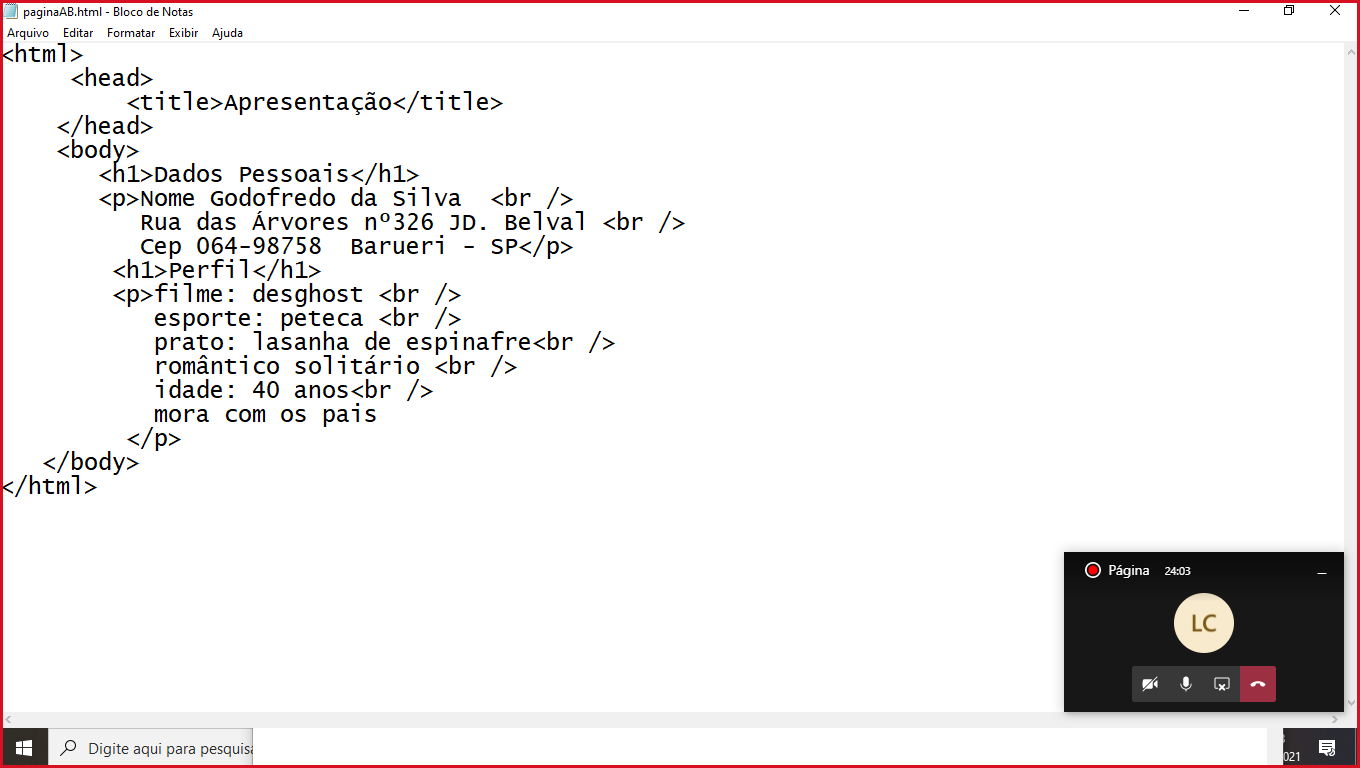 paginaAB.html - Bloco de Notas
Arquivo Editar Formatar Exibir Ajuda
<html>
<head>
<title>Apresentação</title>
</head>
<body>
<h1>Dados Pessoais</h1>
<p>Nome Godofredo da Silva <br />
Rua das Árvores nº326 JD. Belval <br />
Cep 064-98758 Barueri - SP</p>
<h1>Perfil</h1>
<p>filme: desghost <br />
esporte: peteca <br />
prato: lasanha de espinafre<br />
romântico solitário <br />
idade: 40 anos<br />
mora com os pais
</p>
</body>
</html>
Página 24:03
LC
Digite aqui para pesquisa
021